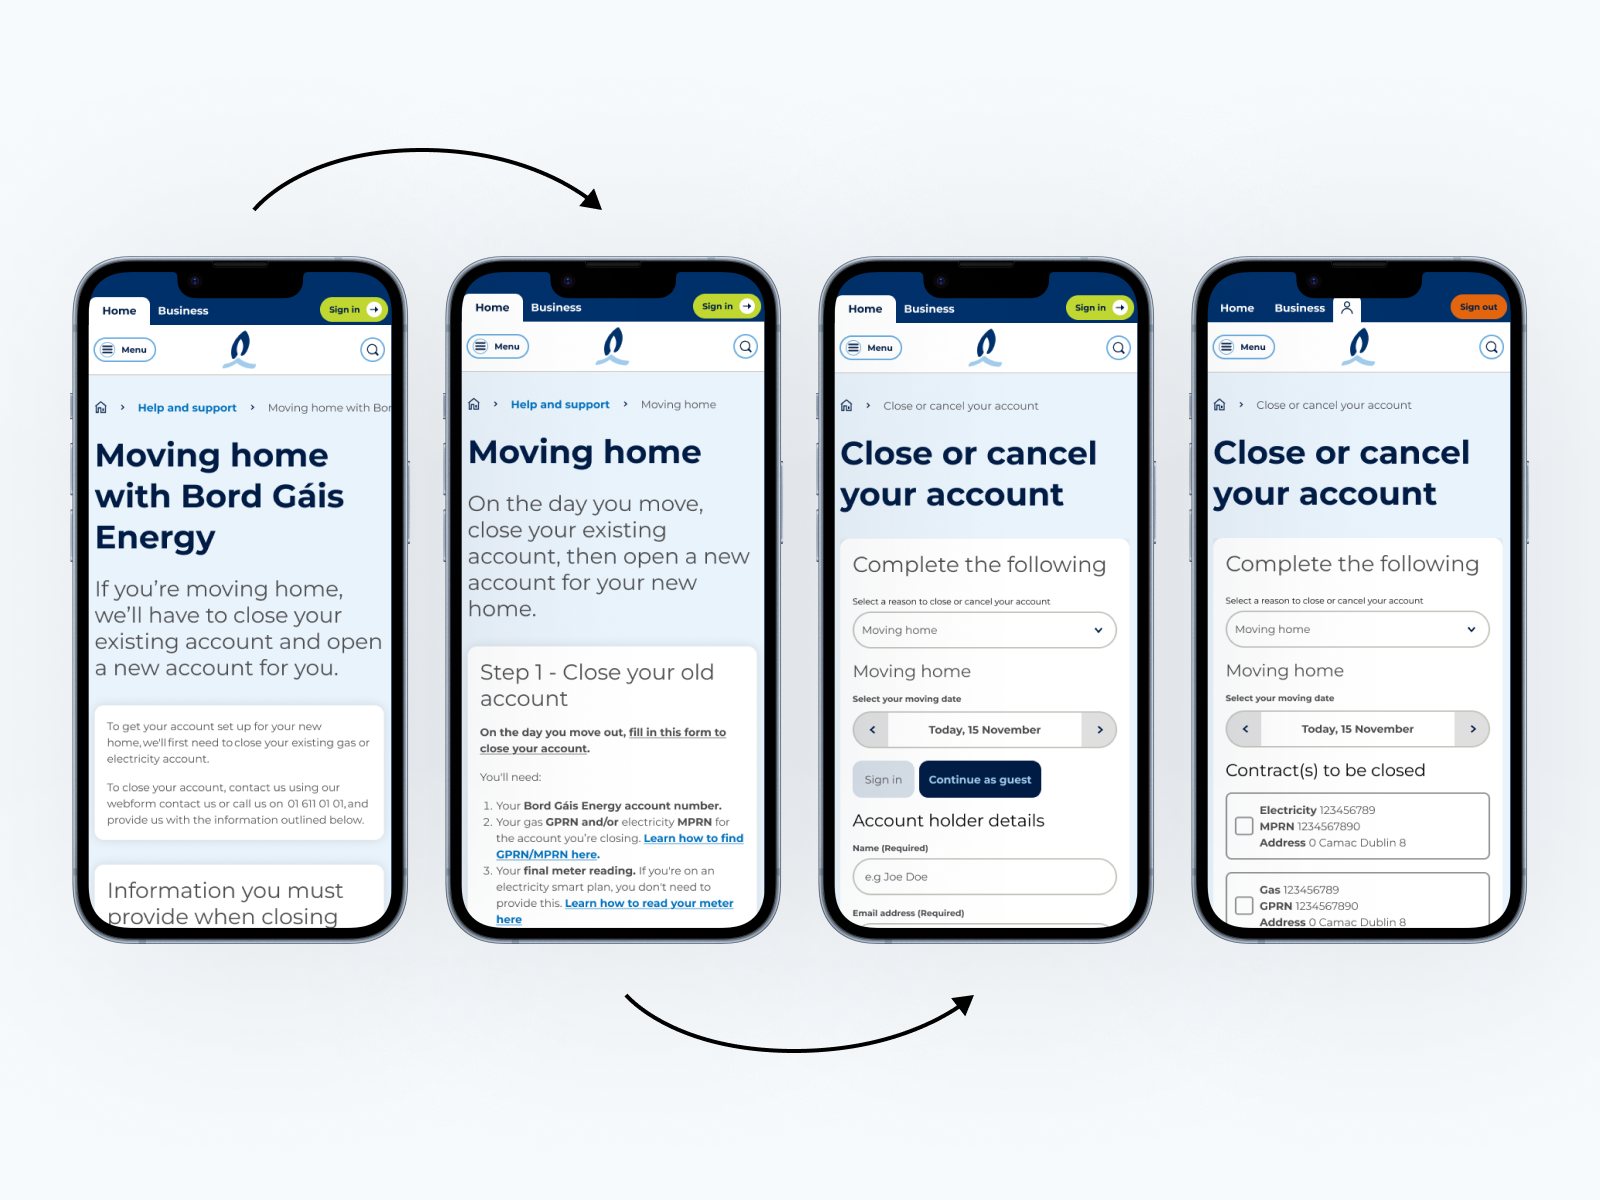 Home Business Sign in
Menu
Help and support Moving home with Bor
Moving home
with Bord Gáis
Energy
If you're moving home,
we'll have to close your
existing account and open
a new account for you.
To get your account set up for your new
home,we'll first need to close your existing gas or
electricity account.
To close your account, contact us using our
webform contact us or call us on 01 611 01 01,and
provide us with the information outlined below.
Information you must
provide when closing
Home Business Sign in
Menu
Help and support Moving home
Moving home
On the day you move,
close your existing
account, then open a new
account for your new
home.
Step 1 - Close your old
account
On the day you move out, fill in this form to
close your account.
You'll need:
1. Your Bord Gáis Energy account number.
2. Your gas GPRN and/or electricity MPRN for
the account you're closing. Learn how to find
GPRN/MPRN here.
3. Your final meter reading. If you're on an
electricity smart plan, you don't need to
provide this. Learn how to read your meter
here
Home Business Sign in
Menu
Close or cancel your account
Close or cancel
your account
Complete the following
Select a reason to close or cancel your account
Moving home
Moving home
Select your moving date
Today, 15 November
Sign in Continue as guest
Account holder details
Name (Required)
e.g Joe Doe
Email address (Required)
Home Business Sign out
Menu
Close or cancel your account
Close or cancel
your account
Complete the following
Select a reason to close or cancel your account
Moving home
Moving home
Select your moving date
Today, 15 November
Contract(s) to be closed
Electricity 123456789
MPRN 1234567890
Address 0 Camac Dublin 8
Gas 123456789
GPRN 1234567890
Address 0 Camac Dublin 8